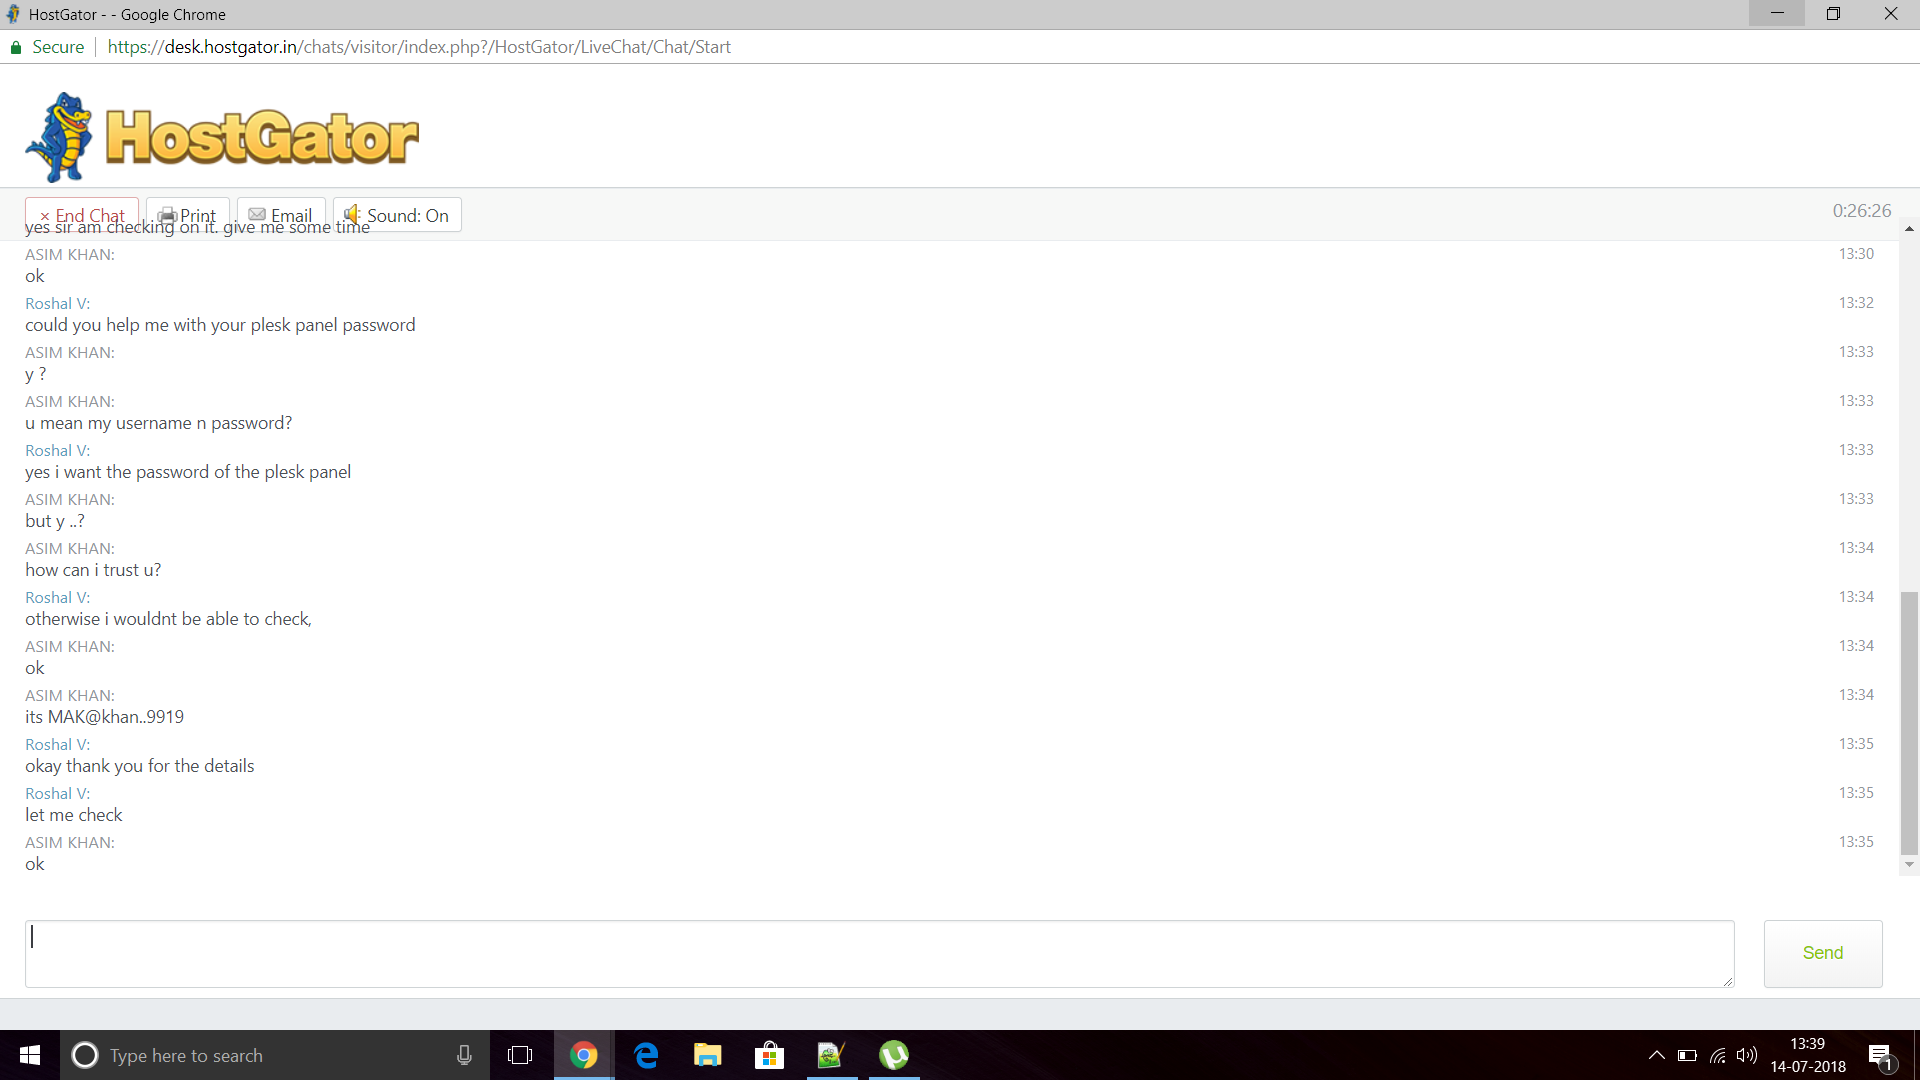 HostGator - - Google Chrome
Secure https://desk.hostgator.in/chats/visitor/index.php?/HostGator/LiveChat/Chat/Start
HostGator
× End Chat Print Email Sound: On 0:26:26
yes sir am checking on it. give me some time
ASIM KHAN: 13:30
ok
Roshal V: 13:32
could you help me with your plesk panel password
ASIM KHAN: 13:33
y ?
ASIM KHAN: 13:33
u mean my username n password?
Roshal V: 13:33
yes i want the password of the plesk panel
ASIM KHAN: 13:33
but y ..?
ASIM KHAN: 13:34
how can i trust u?
Roshal V: 13:34
otherwise i wouldnt be able to check,
ASIM KHAN: 13:34
ok
ASIM KHAN: 13:34
its MAK@khan..9919
Roshal V: 13:35
okay thank you for the details
Roshal V: 13:35
let me check
ASIM KHAN: 13:35
ok
Send
Type here to search
13:39
14-07-2018
1